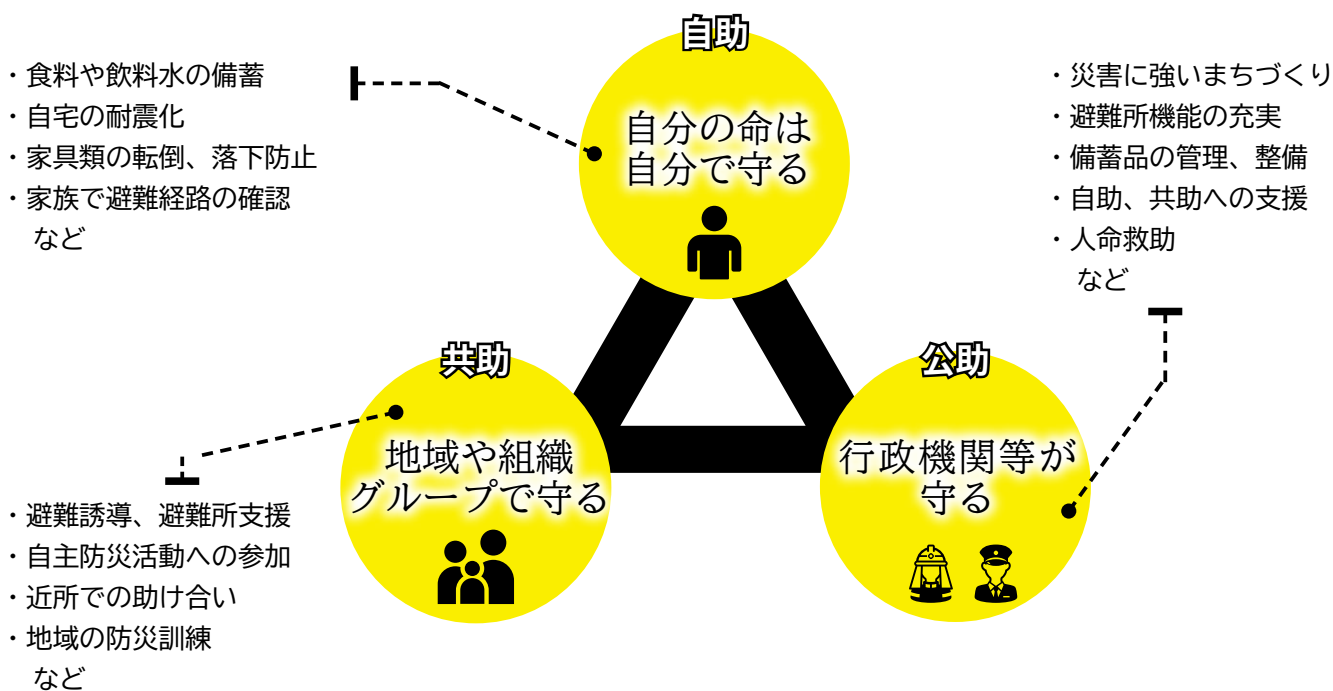 自助
自分の命は
自分で守る
・食料や飲料水の備蓄
・自宅の耐震化
・家具類の転倒、落下防止
・家族で避難経路の確認
など
共助
地域や組織
グループで守る
・避難誘導、避難所支援
・自主防災活動への参加
・近所での助け合い
・地域の防災訓練
など
公助
行政機関等が
守る
・災害に強いまちづくり
・避難所機能の充実
・備蓄品の管理、整備
・自助、共助への支援
・人命救助
など